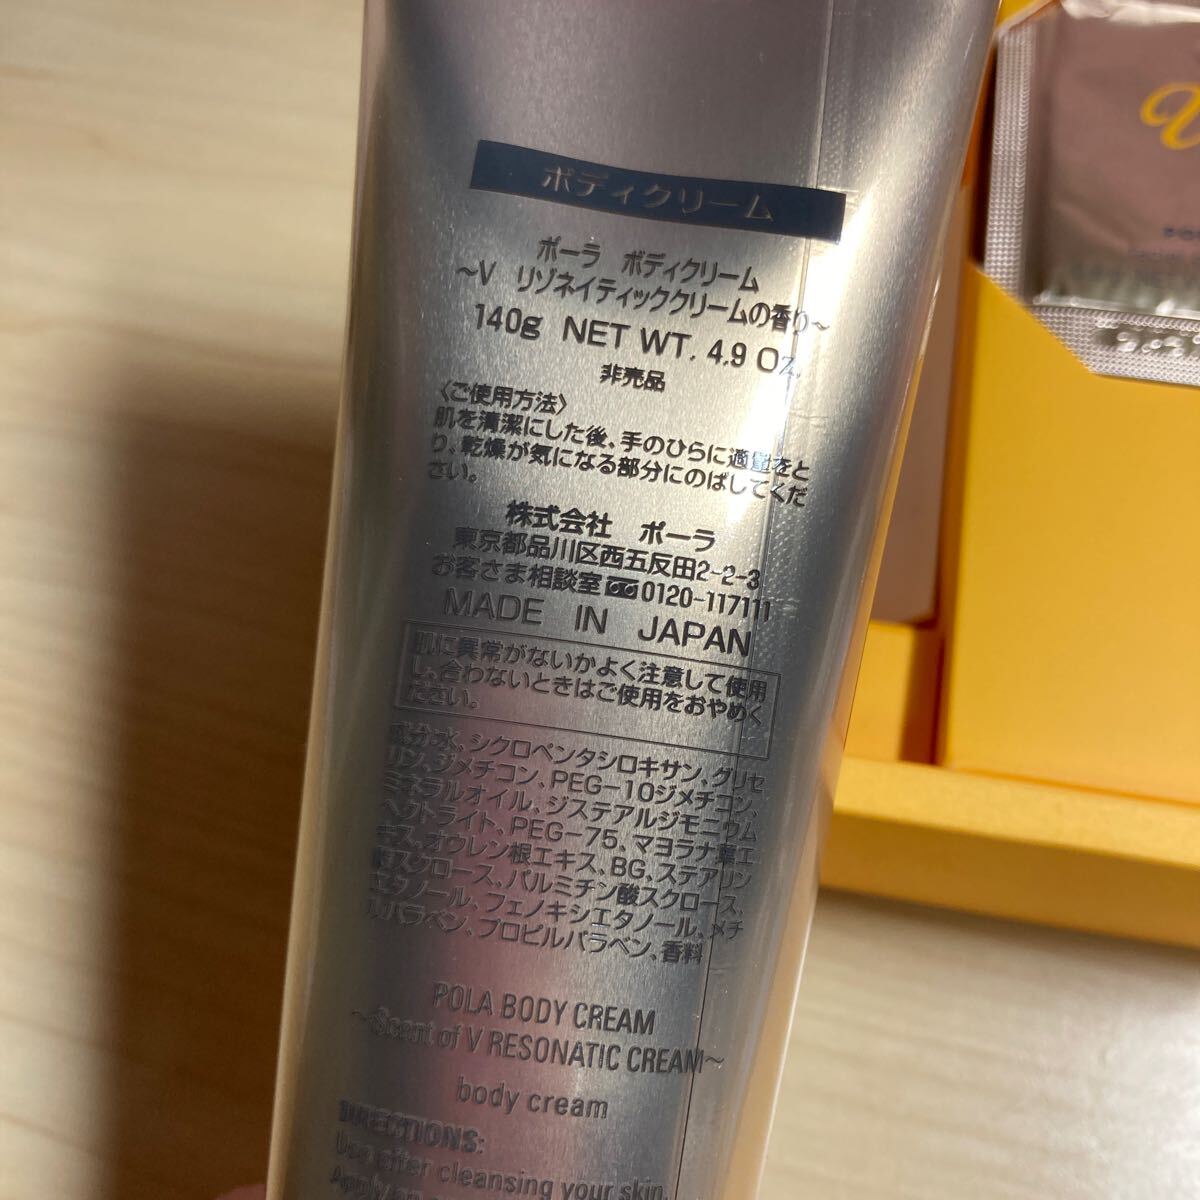 ボディクリーム
ポーラ ボディクリーム
~V リゾネイティッククリームの香り~
140g NET WT. 4.9 Oz.
非売品
〈ご使用方法〉
肌を清潔にした後、手のひらに適量をと
り、乾燥が気になる部分にのばしてくだ
さい。
株式会社 ポーラ
東京都品川区西五反田2-2-3
お客さま相談室 0120-117111
MADE IN JAPAN
肌に異常がないかよく注意して使用
し、合わないときはご使用をおやめく
ださい。
成分:水、シクロペンタシロキサン、グリセ
リン、ジメチコン、PEG-10ジメチコン、
ミネラルオイル、ジステアルジモニウム
ヘクトライト、PEG-75、マヨラナ葉エ
キス、オウレン根エキス、BG、ステアリン
酸スクロース、パルミチン酸スクロース、
エタノール、フェノキシエタノール、メチ
ルパラベン、プロピルパラベン、香料
POLA BODY CREAM
~Scent of V RESONATIC CREAM~
body cream
DIRECTIONS:
Use after cleansing your skin.
Apply an